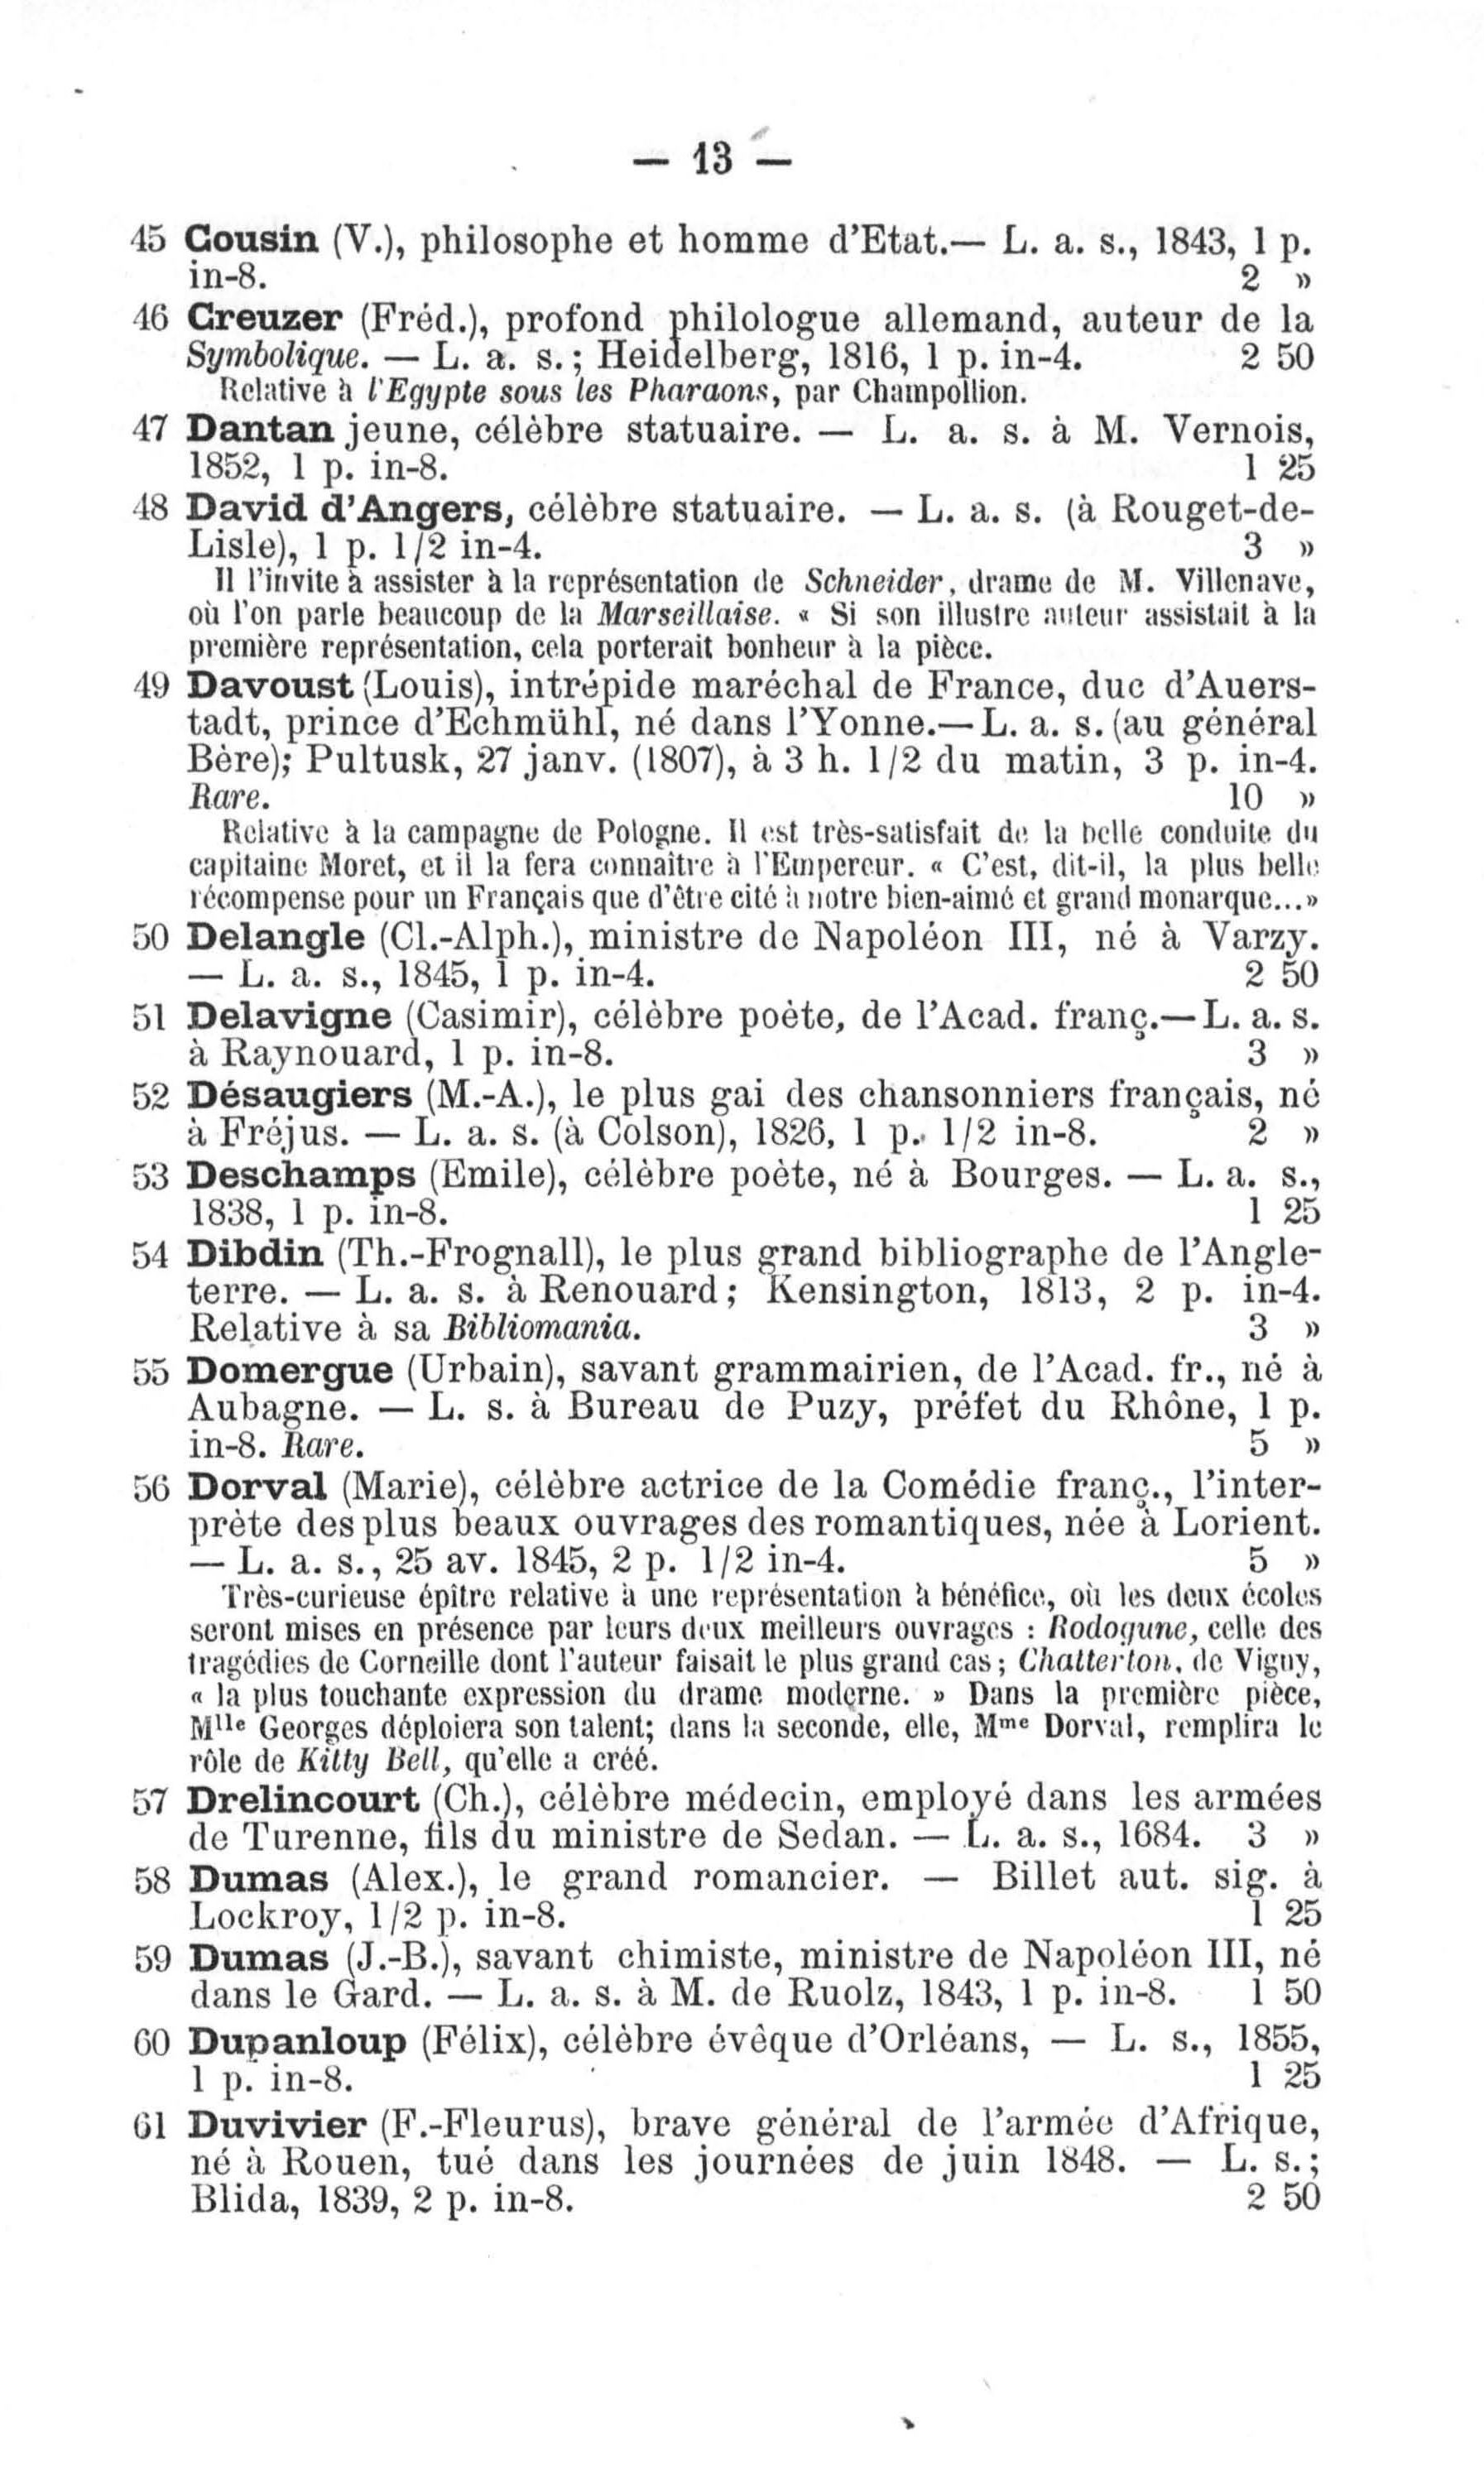 — 13 —
45 Cousin (V.), philosophe et homme d'Etat.— L. a. s., 1843, 1 p.
in-8. 2 »
46 Creuzer (Fréd.), profond philologue allemand, auteur de la
Symbolique. — L. a. s.; Heidelberg, 1816, 1 p. in-4. 2 50
Relative à l'Egypte sous les Pharaons, par Champollion.
47 Dantan jeune, célèbre statuaire. — L. a. s. à M. Vernois,
1852, 1 p. in-8. 1 25
48 David d'Angers, célèbre statuaire. — L. a. s. (à Rouget-de-
Lisle), 1 p. 1/2 in-4. 3 »
Il l'invite à assister à la représentation de Schneider, drame de M. Villenave,
où l'on parle beaucoup de la Marseillaise. « Si son illustre auteur assistait à la
première représentation, cela porterait bonheur à la pièce.
49 Davoust (Louis), intrépide maréchal de France, duc d'Auers-
tadt, prince d'Echmühl, né dans l'Yonne.— L. a. s. (au général
Bère); Pultusk, 27 janv. (1807), à 3 h. 1/2 du matin, 3 p. in-4.
Rare. 10 »
Relative à la campagne de Pologne. Il est très-satisfait de la belle conduite du
capitaine Moret, et il la fera connaître à l'Empereur. « C'est, dit-il, la plus belle
récompense pour un Français que d'être cité à notre bien-aimé et grand monarque...»
50 Delangle (Cl.-Alph.), ministre de Napoléon III, né à Varzy.
— L. a. s., 1845, 1 p. in-4. 2 50
51 Delavigne (Casimir), célèbre poète, de l'Acad. franç.— L. a. s.
à Raynouard, 1 p. in-8. 3 »
52 Désaugiers (M.-A.), le plus gai des chansonniers français, né
à Fréjus. — L. a. s. (à Colson), 1826, 1 p. 1/2 in-8. 2 »
53 Deschamps (Emile), célèbre poète, né à Bourges. — L. a. s.,
1838, 1 p. in-8. 1 25
54 Dibdin (Th.-Frognall), le plus grand bibliographe de l'Angle-
terre. — L. a. s. à Renouard; Kensington, 1813, 2 p. in-4.
Relative à sa Bibliomania. 3 »
55 Domergue (Urbain), savant grammairien, de l'Acad. fr., né à
Aubagne. — L. s. à Bureau de Puzy, préfet du Rhône, 1 p.
in-8. Rare. 5 »
56 Dorval (Marie), célèbre actrice de la Comédie franç., l'inter-
prète des plus beaux ouvrages des romantiques, née à Lorient.
— L. a. s., 25 av. 1845, 2 p. 1/2 in-4. 5 »
Très-curieuse épître relative à une représentation à bénéfice, où les deux écoles
seront mises en présence par leurs deux meilleurs ouvrages : Rodogune, celle des
tragédies de Corneille dont l'auteur faisait le plus grand cas; Chatterton, de Vigny,
« la plus touchante expression du drame moderne. » Dans la première pièce,
Mlle Georges déploiera son talent; dans la seconde, elle, Mme Dorval, remplira le
rôle de Kitty Bell, qu'elle a créé.
57 Drelincourt (Ch.), célèbre médecin, employé dans les armées
de Turenne, fils du ministre de Sedan. — L. a. s., 1684. 3 »
58 Dumas (Alex.), le grand romancier. — Billet aut. sig. à
Lockroy, 1/2 p. in-8. 1 25
59 Dumas (J.-B.), savant chimiste, ministre de Napoléon III, né
dans le Gard. — L. a. s. à M. de Ruolz, 1843, 1 p. in-8. 1 50
60 Dupanloup (Félix), célèbre évêque d'Orléans, — L. s., 1855,
1 p. in-8. 1 25
61 Duvivier (F.-Fleurus), brave général de l'armée d'Afrique,
né à Rouen, tué dans les journées de juin 1848. — L. s.;
Blida, 1839, 2 p. in-8. 2 50